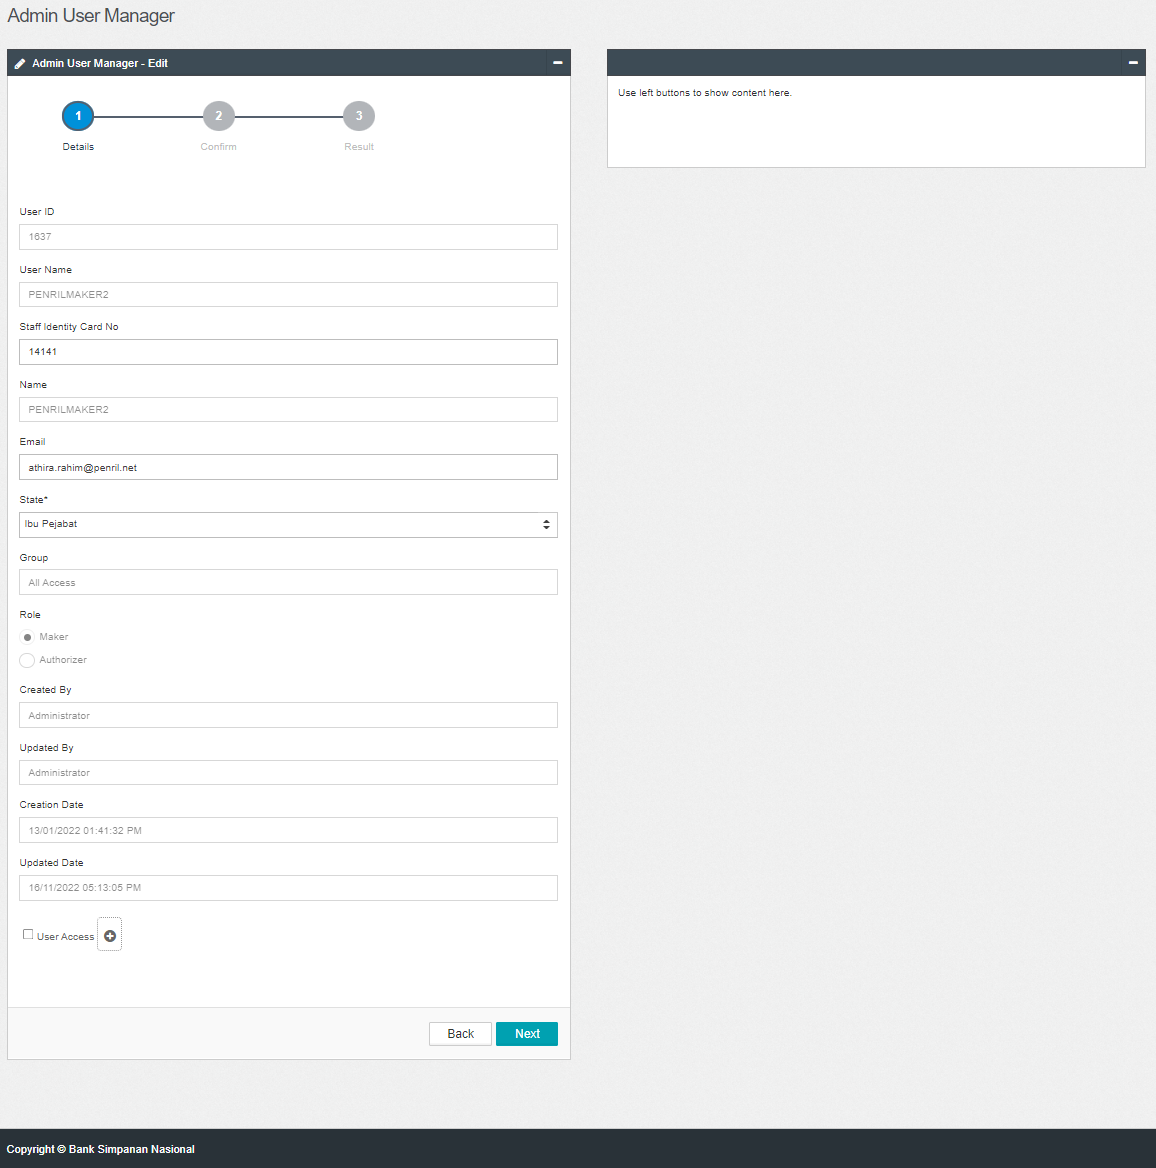 Admin User Manager
Admin User Manager - Edit
1
2
3
Details
Confirm
Result
User ID
1637
User Name
PENRILMAKER2
Staff Identity Card No
14141
Name
PENRILMAKER2
Email
athira.rahim@penril.net
State*
Ibu Pejabat
Group
All Access
Role
Maker
Authorizer
Created By
Administrator
Updated By
Administrator
Creation Date
13/01/2022 01:41:32 PM
Updated Date
16/11/2022 05:13:05 PM
User Access
Back
Next
Use left buttons to show content here.
Copyright © Bank Simpanan Nasional